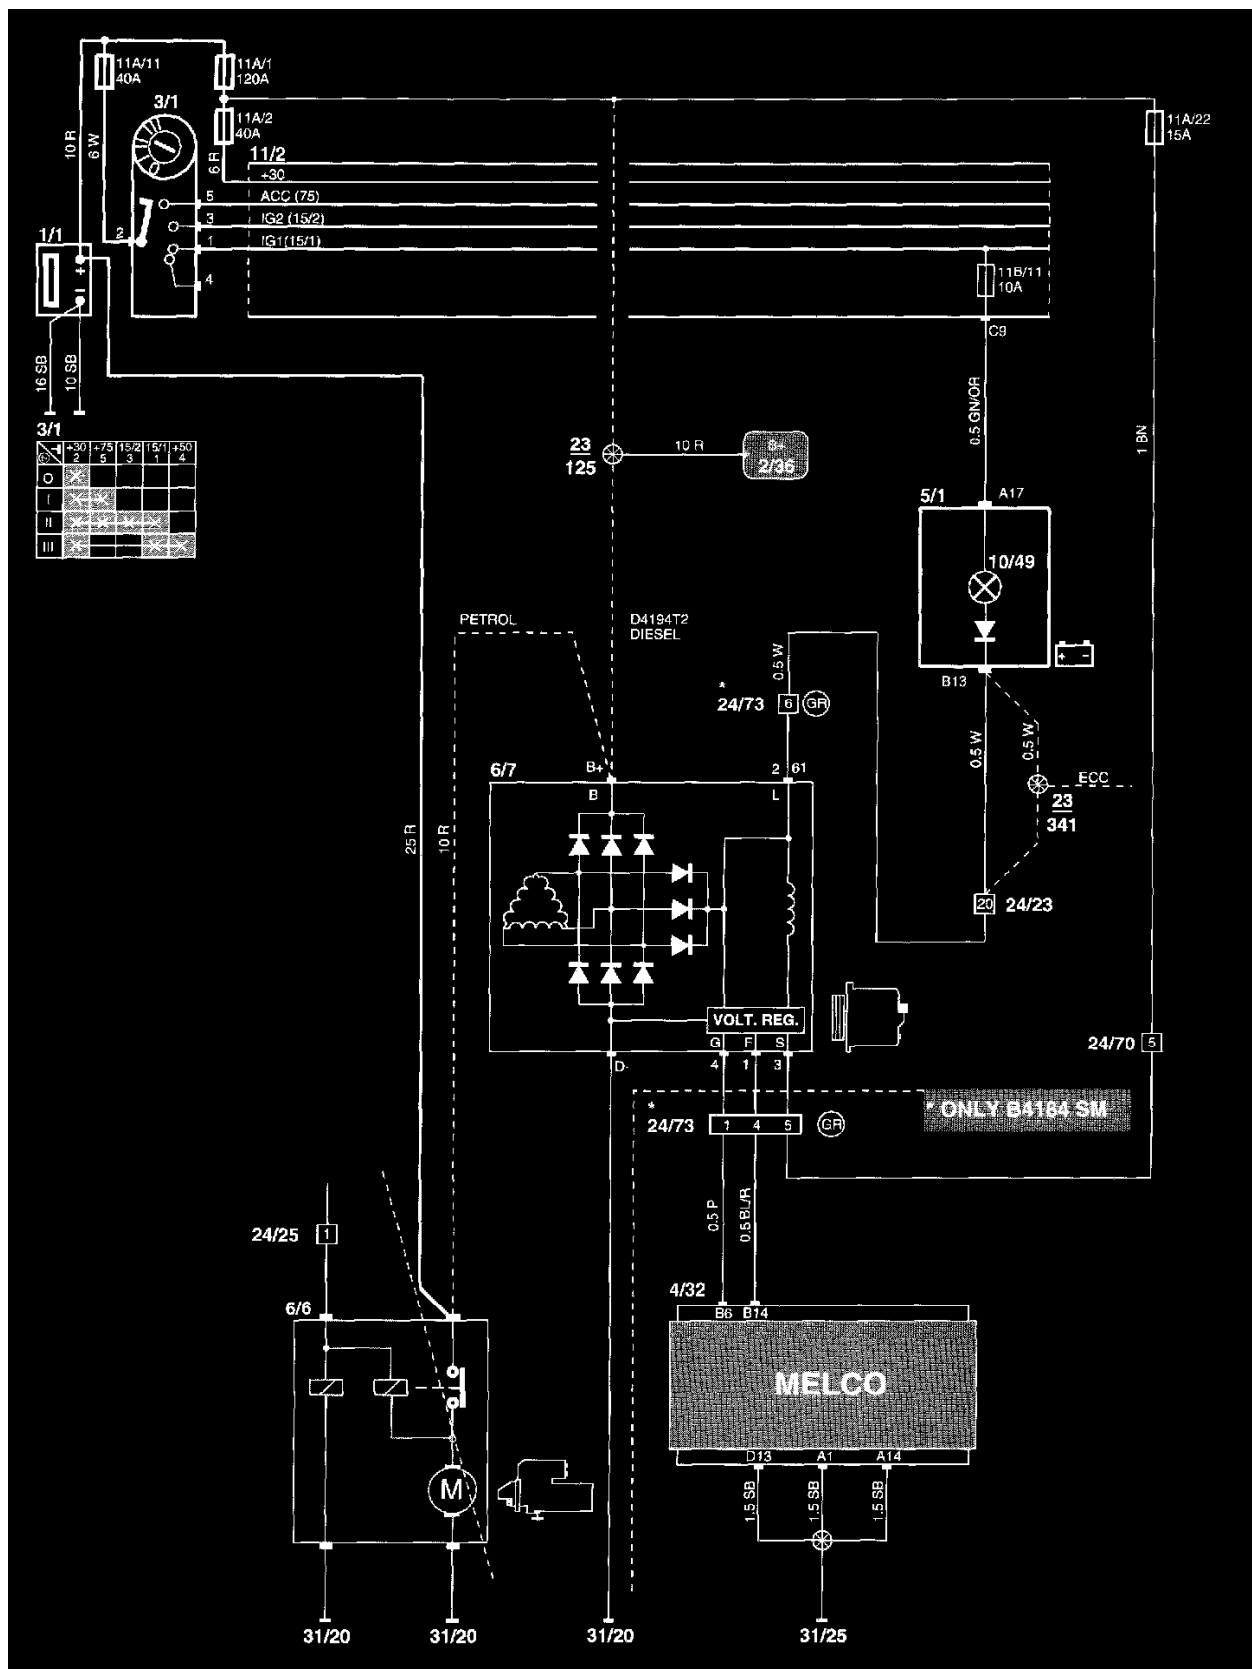 11A/11
40A
11A/1
120A
3/1
11A/2
40A
11A/22
15A
10 R
6 W
6 R
11/2
+30
5
ACC (75)
3
IG2 (15/2)
1
IG1(15/1)
2
4
1/1
+
−
11B/11
10A
C9
16 SB
10 SB
0.5 GN/OR
1 BN
3/1
+30 +75 15/2 15/1 +50
2 5 3 1 4
O X
I X X
II X X X X
III X X X
23
125
10 R
B+
2/36
5/1
A17
10/49
+ −
B13
PETROL
D4194T2
DIESEL
0.5 W
*
24/73
6
GR
0.5 W
0.5 W
ECC
23
341
6/7
B+
B
2
61
L
25 R
10 R
20
24/23
VOLT. REG.
G F S
D-
4 1 3
24/70
5
* ONLY B4184 SM
*
24/73
1 4 5
GR
0.5 P
0.5 BL/R
24/25
1
6/6
4/32
B6 B14
MELCO
D13 A1 A14
M
1.5 SB
1.5 SB
1.5 SB
31/20
31/20
31/20
31/25